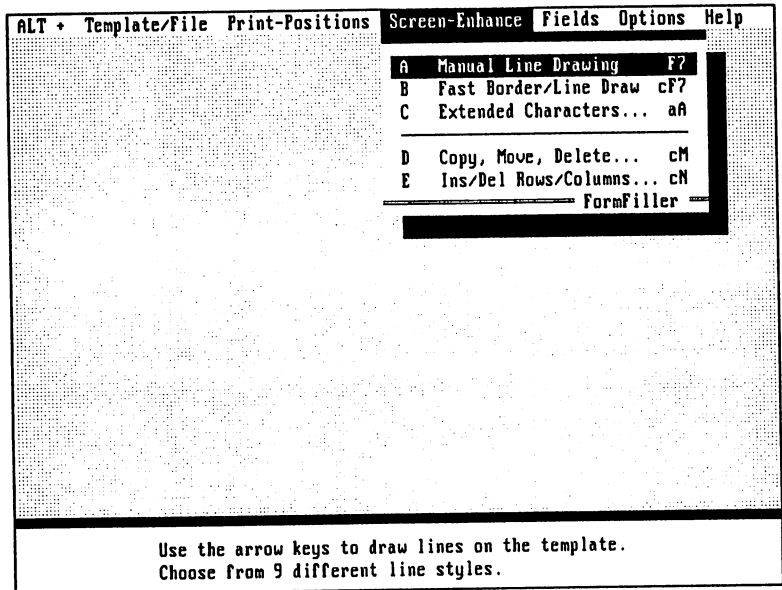 ALT + Template/File Print-Positions Screen-Enhance Fields Options Help
A Manual Line Drawing F7
B Fast Border/Line Draw cF7
C Extended Characters... aA
D Copy, Move, Delete... cM
E Ins/Del Rows/Columns... cN
FormFiller
Use the arrow keys to draw lines on the template.
Choose from 9 different line styles.